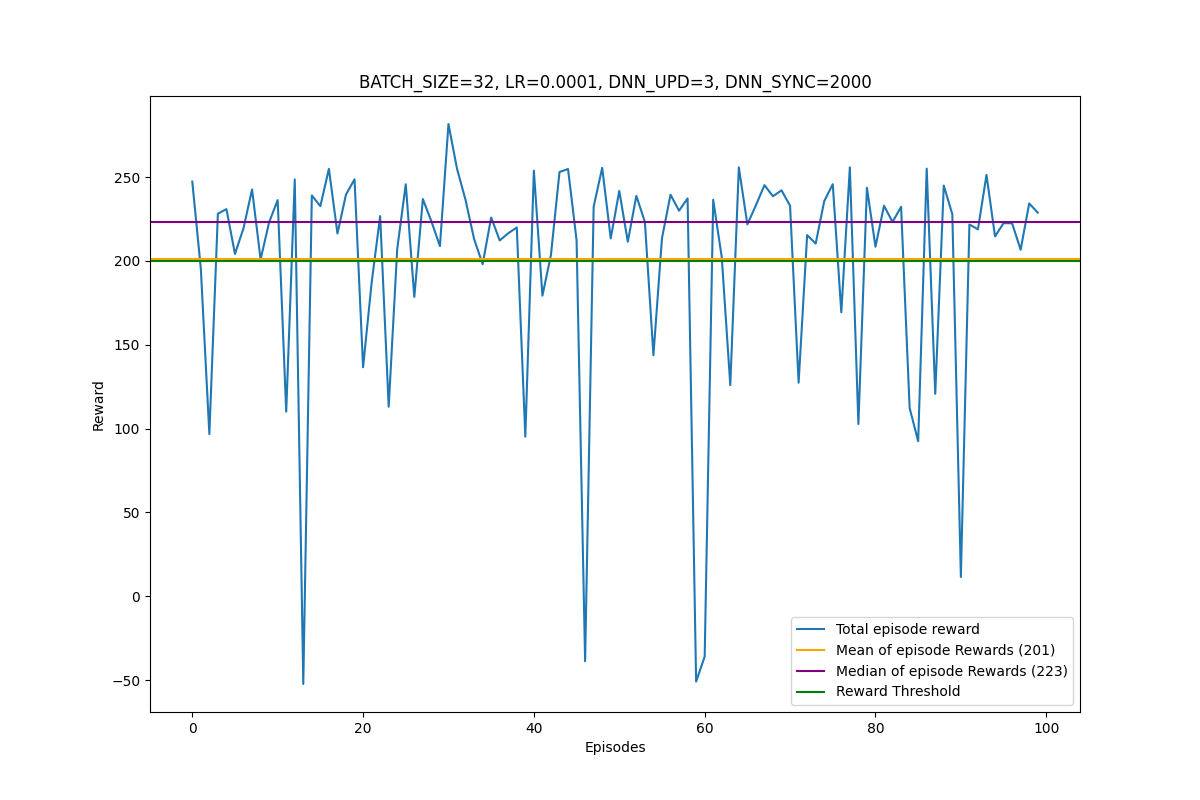 BATCH_SIZE=32, LR=0.0001, DNN_UPD=3, DNN_SYNC=2000
Reward
250
200
150
100
50
0
−50
0 20 40 60 80 100
Episodes
Total episode reward
Mean of episode Rewards (201)
Median of episode Rewards (223)
Reward Threshold